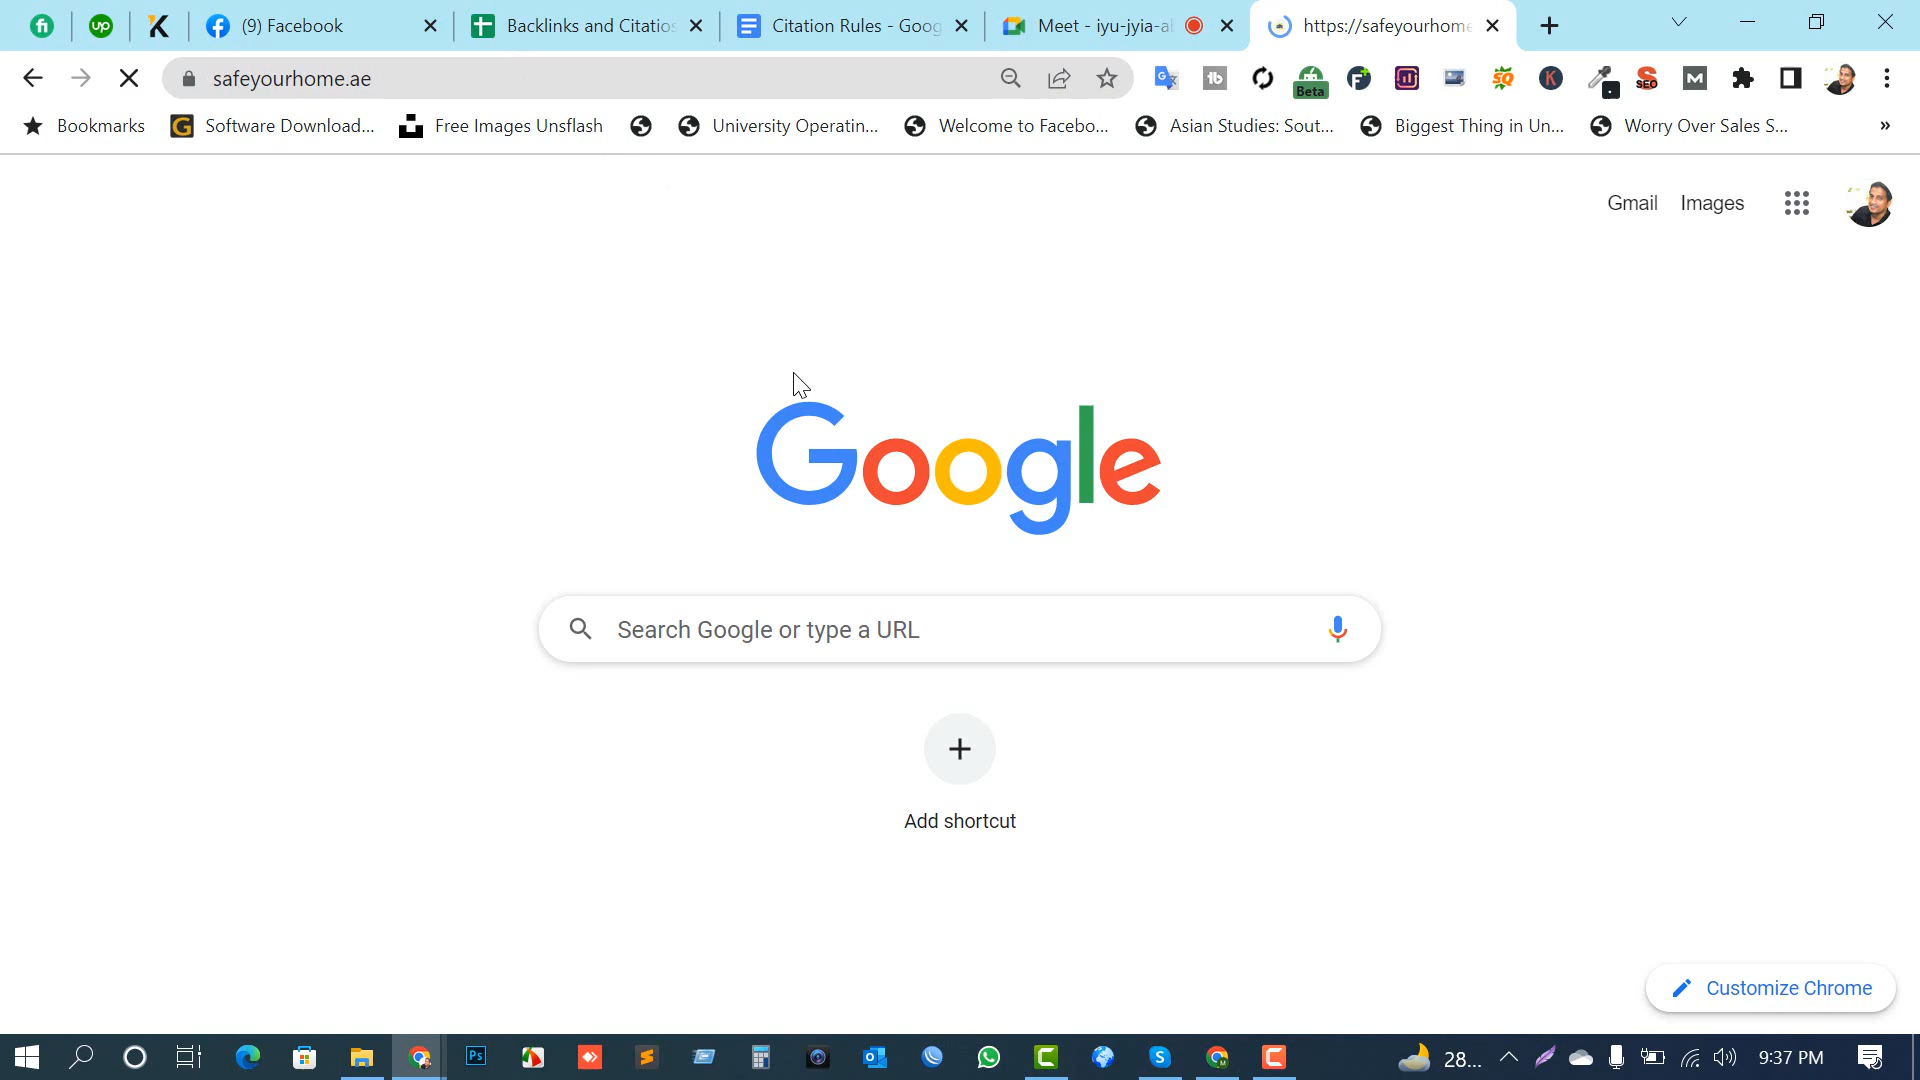 (9) Facebook
Backlinks and Citatio
Citation Rules - Goog
Meet - iyu-jyia-a
https://safeyourhome
safeyourhome.ae
Beta
SEO
Bookmarks
Software Download...
Free Images Unsflash
University Operatin...
Welcome to Facebo...
Asian Studies: Sout...
Biggest Thing in Un...
Worry Over Sales S...
»
Gmail
Images
Google
Search Google or type a URL
Add shortcut
Customize Chrome
Ps
28...
9:37 PM